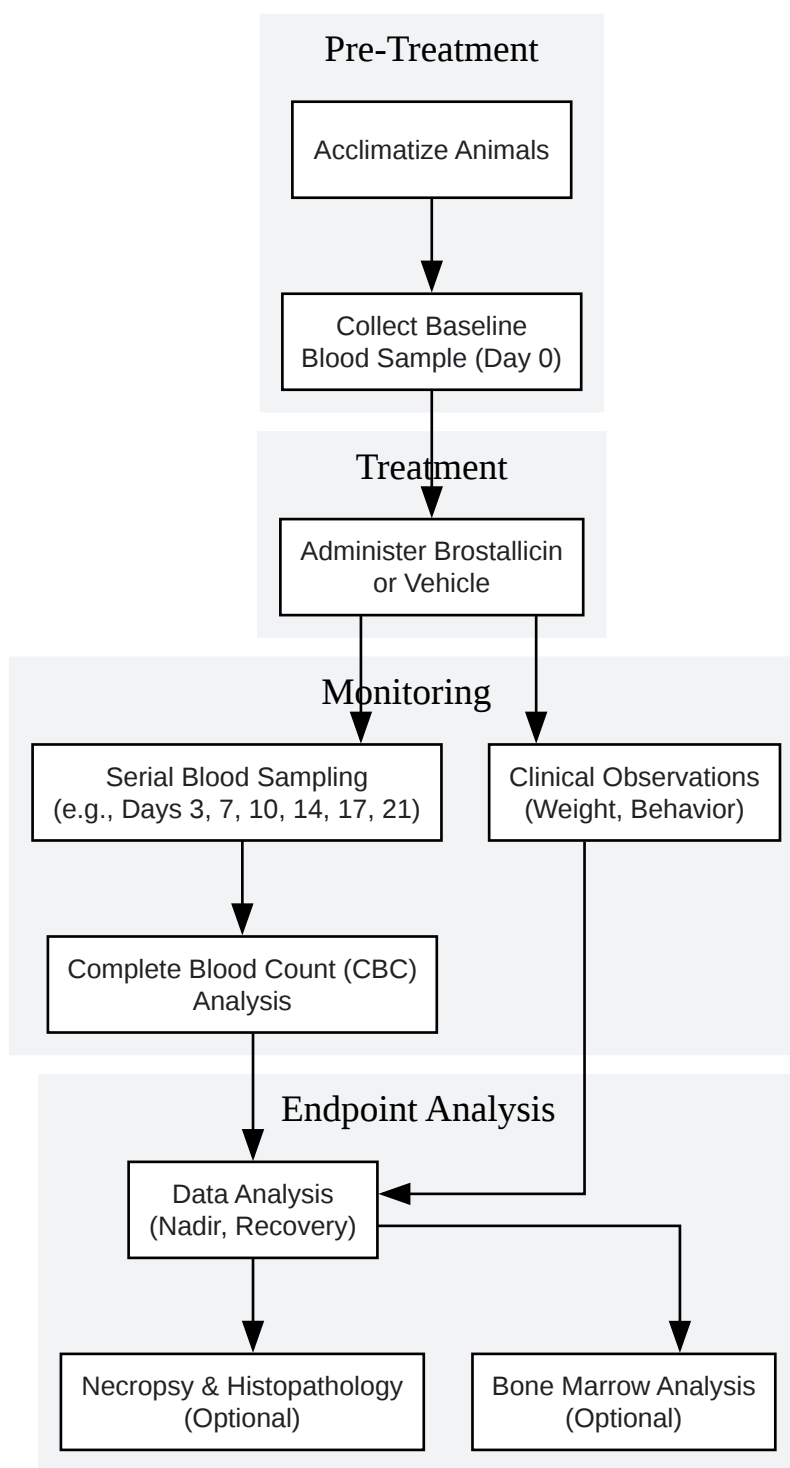 Pre-Treatment
Acclimatize Animals
Collect Baseline
Blood Sample (Day 0)
Treatment
Administer Brostallicin
or Vehicle
Monitoring
Serial Blood Sampling
(e.g., Days 3, 7, 10, 14, 17, 21)
Clinical Observations
(Weight, Behavior)
Complete Blood Count (CBC)
Analysis
Endpoint Analysis
Data Analysis
(Nadir, Recovery)
Necropsy & Histopathology
(Optional)
Bone Marrow Analysis
(Optional)